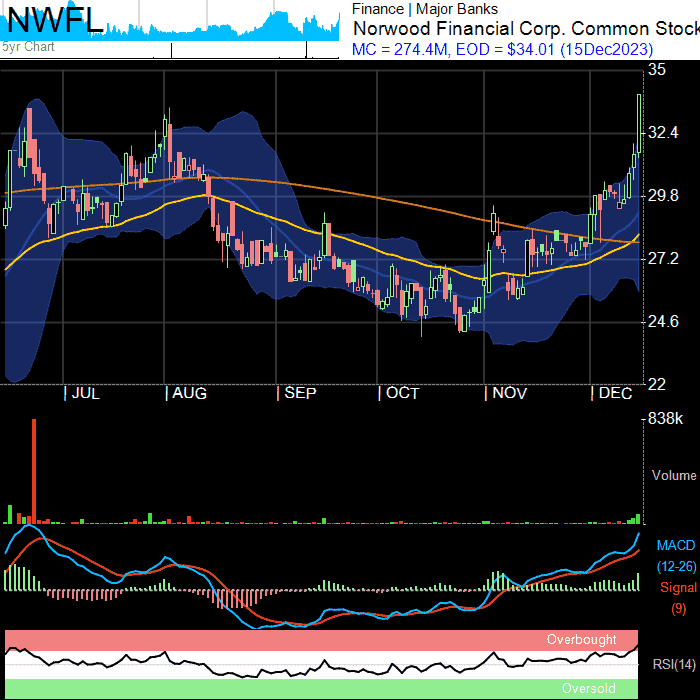 NWFL
5yr Chart
Finance | Major Banks
Norwood Financial Corp. Common Stock
MC = 274.4M, EOD = $34.01 (15Dec2023)
35
32.4
29.8
27.2
24.6
22
JUL AUG SEP OCT NOV DEC
838k
Volume
MACD
(12-26)
Signal
(9)
Overbought
RSI(14)
Oversold